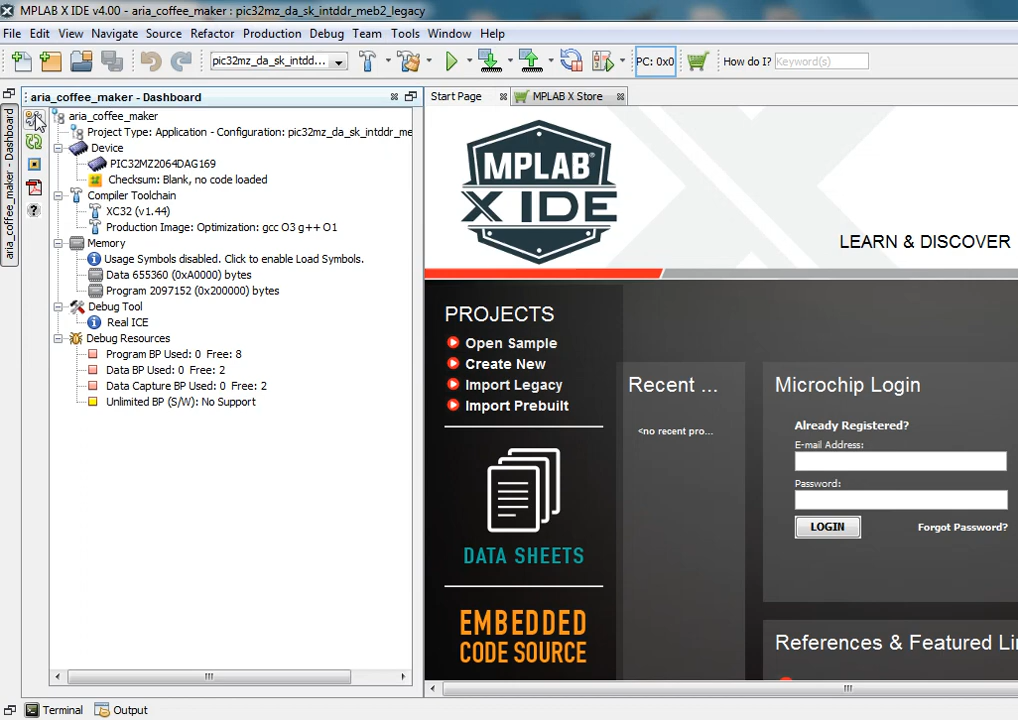 MPLAB X IDE v4.00 - aria_coffee_maker : pic32mz_da_sk_intddr_meb2_legacy
File Edit View Navigate Source Refactor Production Debug Team Tools Window Help
pic32mz_da_sk_intdd... PC: 0x0 How do I? Keyword(s)
aria_coffee_maker - Dashboard
Start Page MPLAB X Store
aria_coffee_maker - Dashboard
aria_coffee_maker
Project Type: Application - Configuration: pic32mz_da_sk_intddr_me
Device
PIC32MZ2064DAG169
Checksum: Blank, no code loaded
Compiler Toolchain
XC32 (v1.44)
Production Image: Optimization: gcc O3 g++ O1
Memory
Usage Symbols disabled. Click to enable Load Symbols.
Data 655360 (0xA0000) bytes
Program 2097152 (0x200000) bytes
Debug Tool
Real ICE
Debug Resources
Program BP Used: 0 Free: 8
Data BP Used: 0 Free: 2
Data Capture BP Used: 0 Free: 2
Unlimited BP (S/W): No Support
MPLAB®
X IDE
LEARN & DISCOVER
PROJECTS
Open Sample
Create New
Import Legacy
Import Prebuilt
DATA SHEETS
EMBEDDED
CODE SOURCE
Recent ...
<no recent pro...
Microchip Login
Already Registered?
E-mail Address:
Password:
LOGIN Forgot Password?
References & Featured Li
Terminal Output